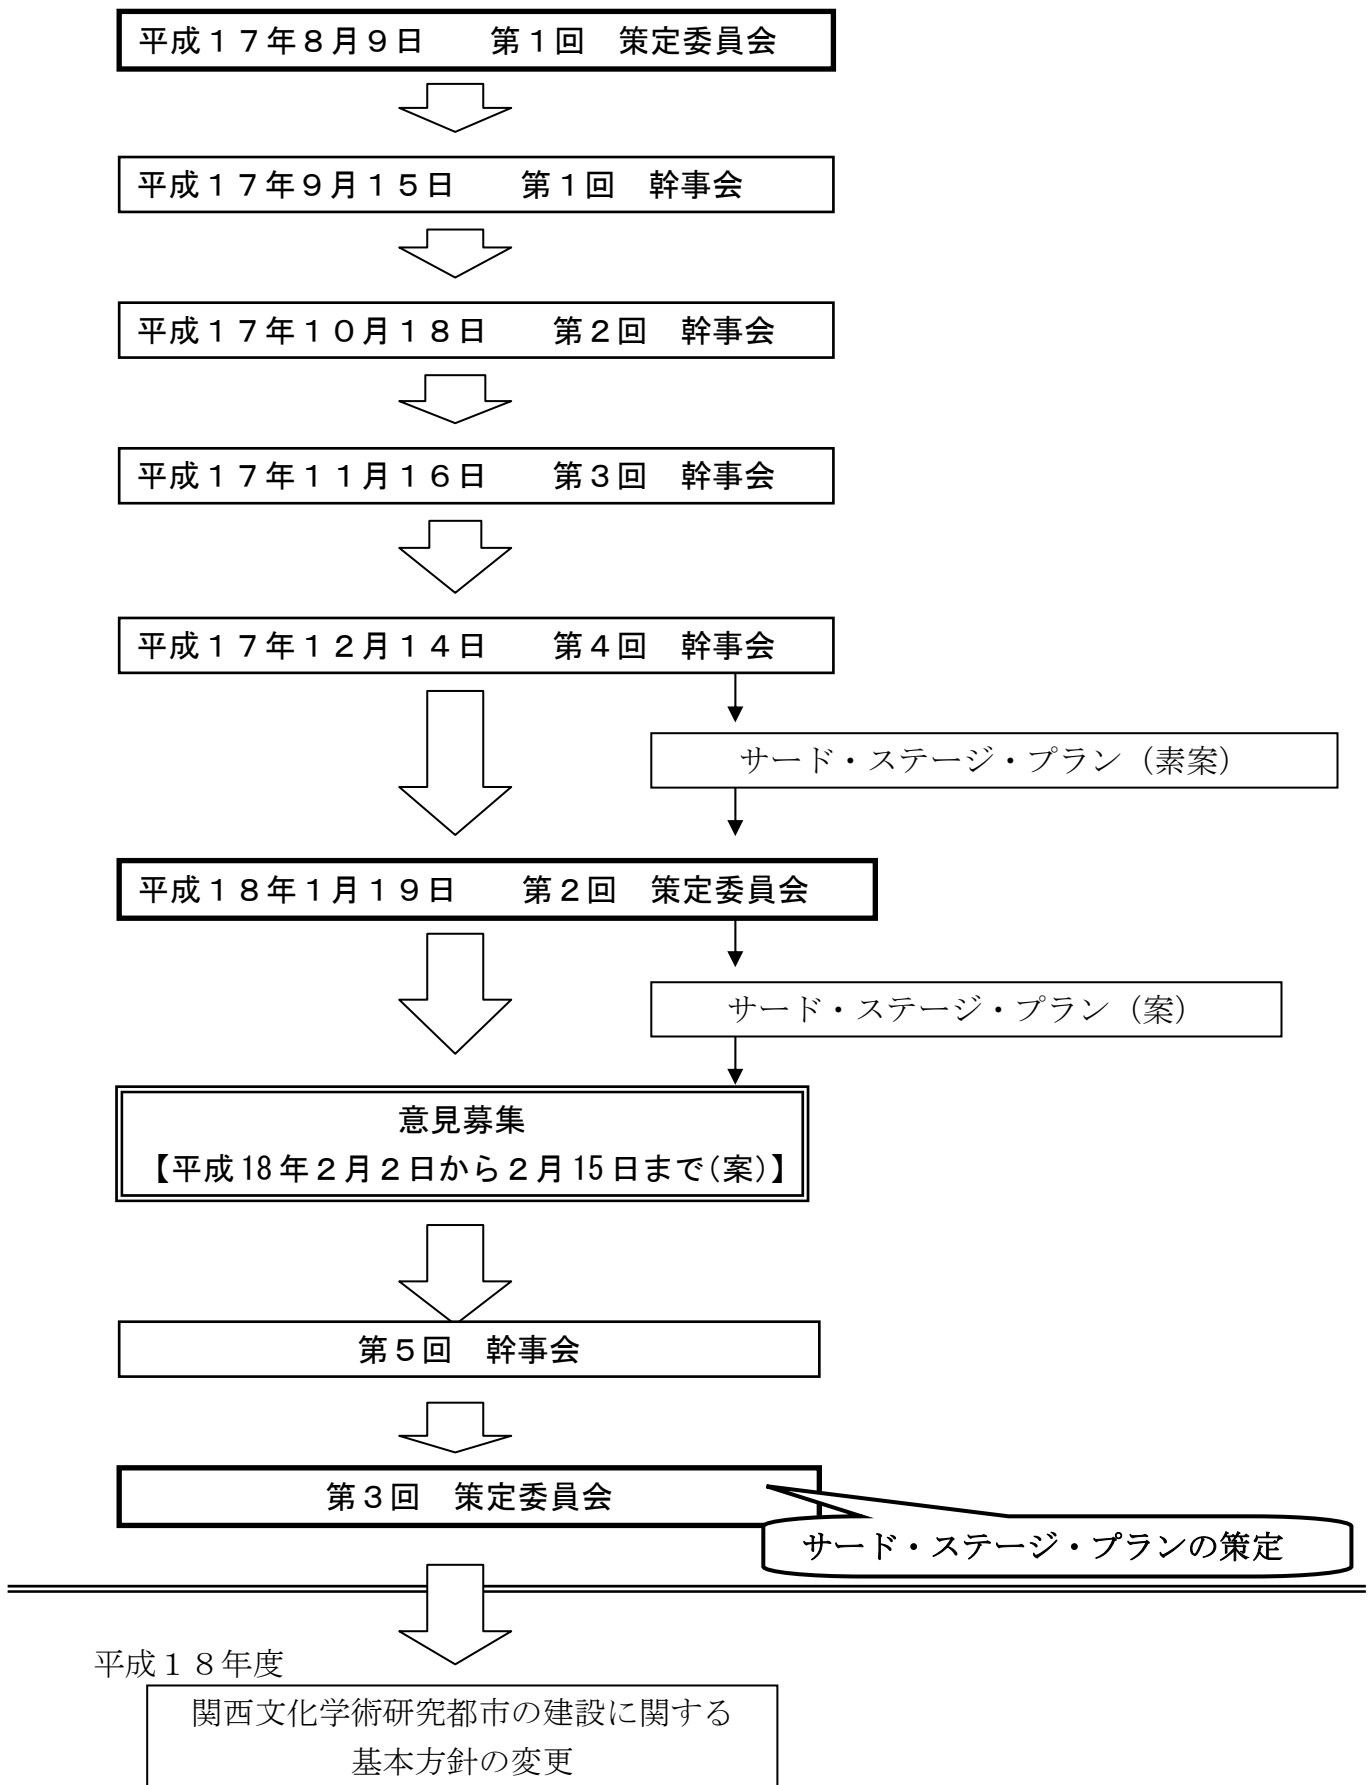 平成１７年８月９日　　第１回　策定委員会
平成１７年９月１５日　　第１回　幹事会
平成１７年１０月１８日　　第２回　幹事会
平成１７年１１月１６日　　第３回　幹事会
平成１７年１２月１４日　　第４回　幹事会
サード・ステージ・プラン（素案）
平成１８年１月１９日　　第２回　策定委員会
サード・ステージ・プラン（案）
意見募集
【平成18年２月２日から２月15日まで(案)】
第５回　幹事会
第３回　策定委員会
サード・ステージ・プランの策定
平成１８年度
関西文化学術研究都市の建設に関する
基本方針の変更